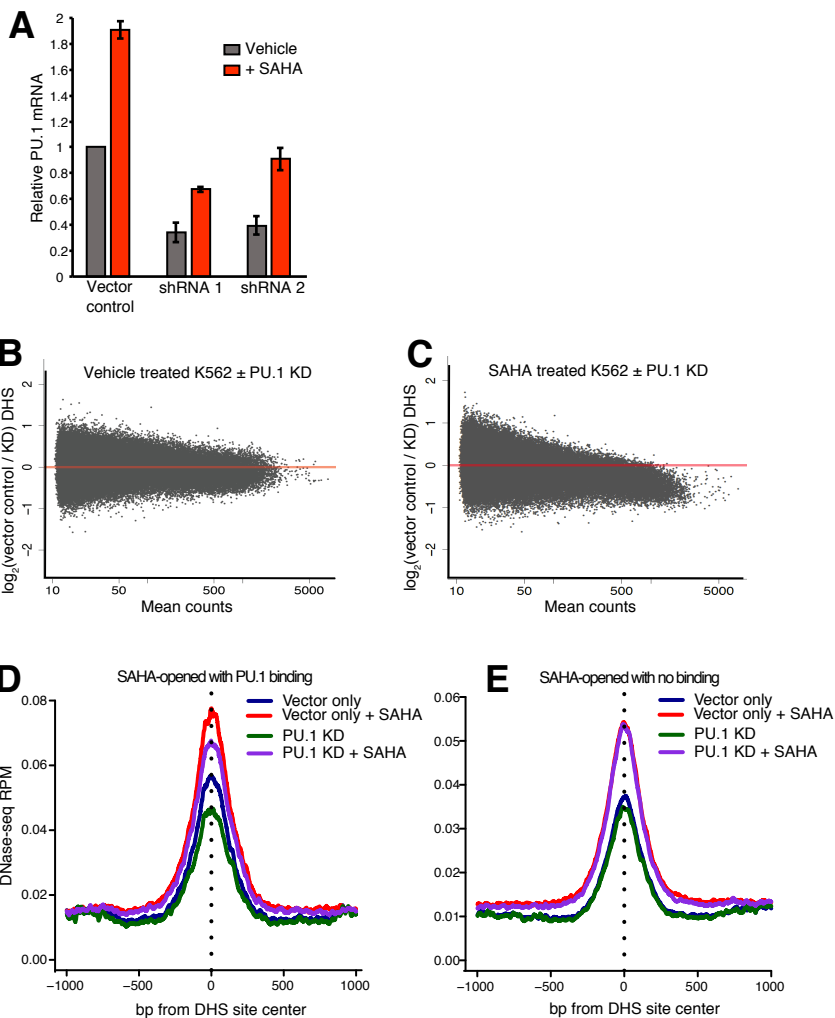 A
Relative PU.1 mRNA
2
1.8
1.6
1.4
1.2
1
0.8
0.6
0.4
0.2
0
Vehicle
+ SAHA
Vector
control
shRNA 1
shRNA 2
B
Vehicle treated K562 ± PU.1 KD
log2(vector control / KD) DHS
2
1
0
−1
−2
10
50
500
5000
Mean counts
C
SAHA treated K562 ± PU.1 KD
log2(vector control / KD) DHS
2
1
0
−1
−2
10
50
500
5000
Mean counts
D
SAHA-opened with PU.1 binding
Vector only
Vector only + SAHA
PU.1 KD
PU.1 KD + SAHA
DNase-seq RPM
0.08
0.06
0.04
0.02
0.00
−1000
−500
0
500
1000
bp from DHS site center
E
SAHA-opened with no binding
Vector only
Vector only + SAHA
PU.1 KD
PU.1 KD + SAHA
0.06
0.05
0.04
0.03
0.02
0.01
0.00
−1000
−500
0
500
1000
bp from DHS site center